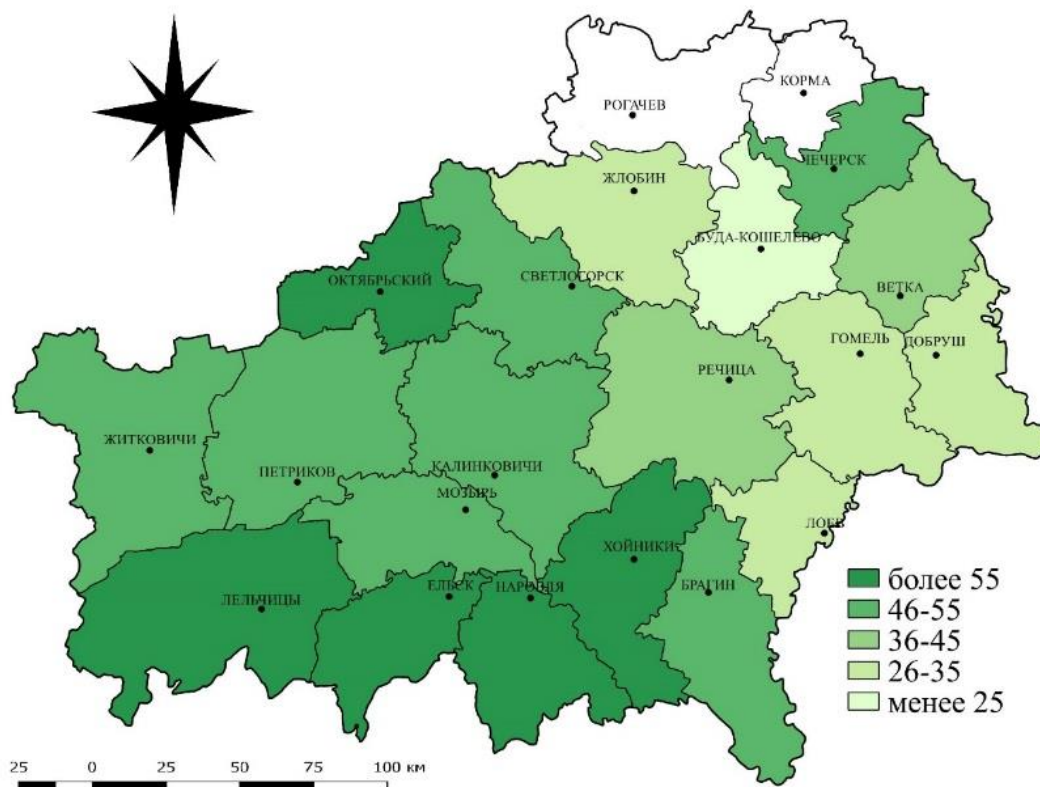 КОРМА
РОГАЧЕВ
ЧЕЧЕРСК
ЖЛОБИН
БУДА-КОШЕЛЕВО
ОКТЯБРЬСКИЙ
СВЕТЛОГОРСК
ВЕТКА
ГОМЕЛЬ
ДОБРУШ
РЕЧИЦА
ЖИТКОВИЧИ
ПЕТРИКОВ
КАЛИНКОВИЧИ
МОЗЫРЬ
ЛОЕВ
ХОЙНИКИ
ЛЕЛЬЧИЦЫ
ЕЛЬСК
НАРОВЛЯ
БРАГИН
более 55
46-55
36-45
26-35
менее 25
25 0 25 50 75 100 км